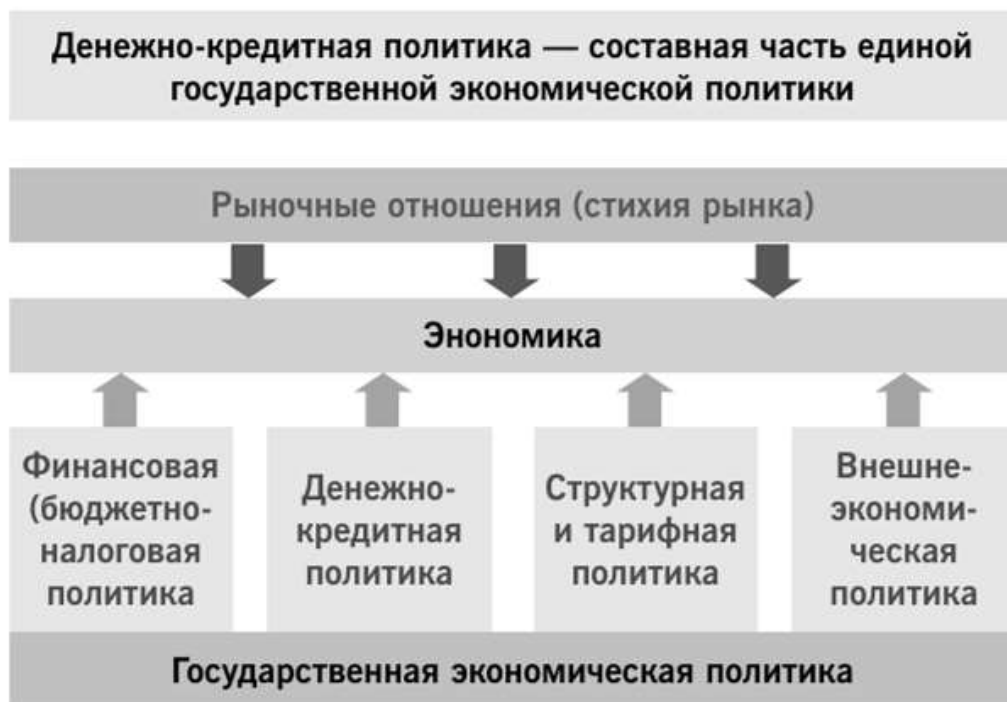 Денежно-кредитная политика — составная часть единой
государственной экономической политики
Рыночные отношения (стихия рынка)
Энономика
Финансовая
(бюджетно-
налоговая
политика
Денежно-
кредитная
политика
Структурная
и тарифная
политика
Внешне-
экономи-
ческая
политика
Государственная экономическая политика